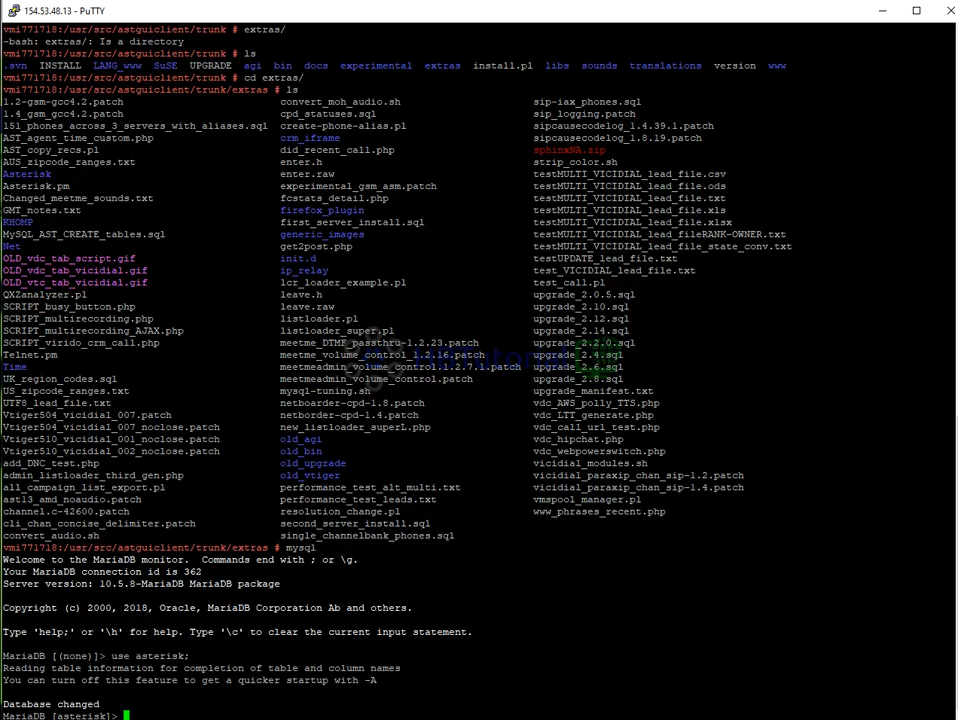 154.53.48.13 - PuTTY
vmi771718:/usr/src/astguiclient/trunk # extras/
-bash: extras/: Is a directory
vmi771718:/usr/src/astguiclient/trunk # ls
.svn INSTALL LANG_www SuSE UPGRADE agi bin docs experimental extras install.pl libs sounds translations version www
vmi771718:/usr/src/astguiclient/trunk # cd extras/
vmi771718:/usr/src/astguiclient/trunk/extras # ls
1.2-gsm-gcc4.2.patch convert_moh_audio.sh sip-iax_phones.sql
1.4_gsm_gcc4.2.patch cpd_statuses.sql sip_logging.patch
151_phones_across_3_servers_with_aliases.sql create-phone-alias.pl sipcausecodelog_1.4.39.1.patch
AST_agent_time_custom.php crm_iframe sipcausecodelog_1.8.19.patch
AST_copy_recs.pl did_recent_call.php sphinxNA.zip
AUS_zipcode_ranges.txt enter.h strip_color.sh
Asterisk enter.raw testMULTI_VICIDIAL_lead_file.csv
Asterisk.pm experimental_gsm_asm.patch testMULTI_VICIDIAL_lead_file.ods
Changed_meetme_sounds.txt fcstats_detail.php testMULTI_VICIDIAL_lead_file.txt
GMT_notes.txt firefox_plugin testMULTI_VICIDIAL_lead_file.xls
KHOMP first_server_install.sql testMULTI_VICIDIAL_lead_file.xlsx
MySQL_AST_CREATE_tables.sql generic_images testMULTI_VICIDIAL_lead_fileRANK-OWNER.txt
Net get2post.php testMULTI_VICIDIAL_lead_file_state_conv.txt
OLD_vdc_tab_script.gif init.d testUPDATE_lead_file.txt
OLD_vdc_tab_vicidial.gif ip_relay test_VICIDIAL_lead_file.txt
OLD_vtc_tab_vicidial.gif lcr_loader_example.pl test_call.pl
QXZanalyzer.pl leave.h upgrade_2.0.5.sql
SCRIPT_busy_button.php leave.raw upgrade_2.10.sql
SCRIPT_multirecording.php listloader.pl upgrade_2.12.sql
SCRIPT_multirecording_AJAX.php listloader_super.pl upgrade_2.14.sql
SCRIPT_virido_crm_call.php meetme_DTMF_passthru-1.2.23.patch upgrade_2.2.0.sql
Telnet.pm meetme_volume_control_1.2.16.patch upgrade_2.4.sql
Time meetmeadmin_volume_control-1.2.7.1.patch upgrade_2.6.sql
UK_region_codes.sql meetmeadmin_volume_control.patch upgrade_2.8.sql
US_zipcode_ranges.txt mysql-tuning.sh upgrade_manifest.txt
UTF8_lead_file.txt netboarder-cpd-1.8.patch vdc_AWS_polly_TTS.php
Vtiger504_vicidial_007.patch netborder-cpd-1.4.patch vdc_LTT_generate.php
Vtiger504_vicidial_007_noclose.patch new_listloader_superL.php vdc_call_url_test.php
Vtiger510_vicidial_001_noclose.patch old_agi vdc_hipchat.php
Vtiger510_vicidial_002_noclose.patch old_bin vdc_webpowerswitch.php
add_DNC_test.php old_upgrade vicidial_modules.sh
admin_listloader_third_gen.php old_vtiger vicidial_paraxip_chan_sip-1.2.patch
all_campaign_list_export.pl performance_test_alt_multi.txt vicidial_paraxip_chan_sip-1.4.patch
ast13_amd_noaudio.patch performance_test_leads.txt vmspool_manager.pl
channel.c-42600.patch resolution_change.pl www_phrases_recent.php
cli_chan_concise_delimiter.patch second_server_install.sql
convert_audio.sh single_channelbank_phones.sql
vmi771718:/usr/src/astguiclient/trunk/extras # mysql
Welcome to the MariaDB monitor. Commands end with ; or \g.
Your MariaDB connection id is 362
Server version: 10.5.8-MariaDB MariaDB package
Copyright (c) 2000, 2018, Oracle, MariaDB Corporation Ab and others.
Type 'help;' or '\h' for help. Type '\c' to clear the current input statement.
MariaDB [(none)]> use asterisk;
Reading table information for completion of table and column names
You can turn off this feature to get a quicker startup with -A
Database changed
MariaDB [asterisk]>